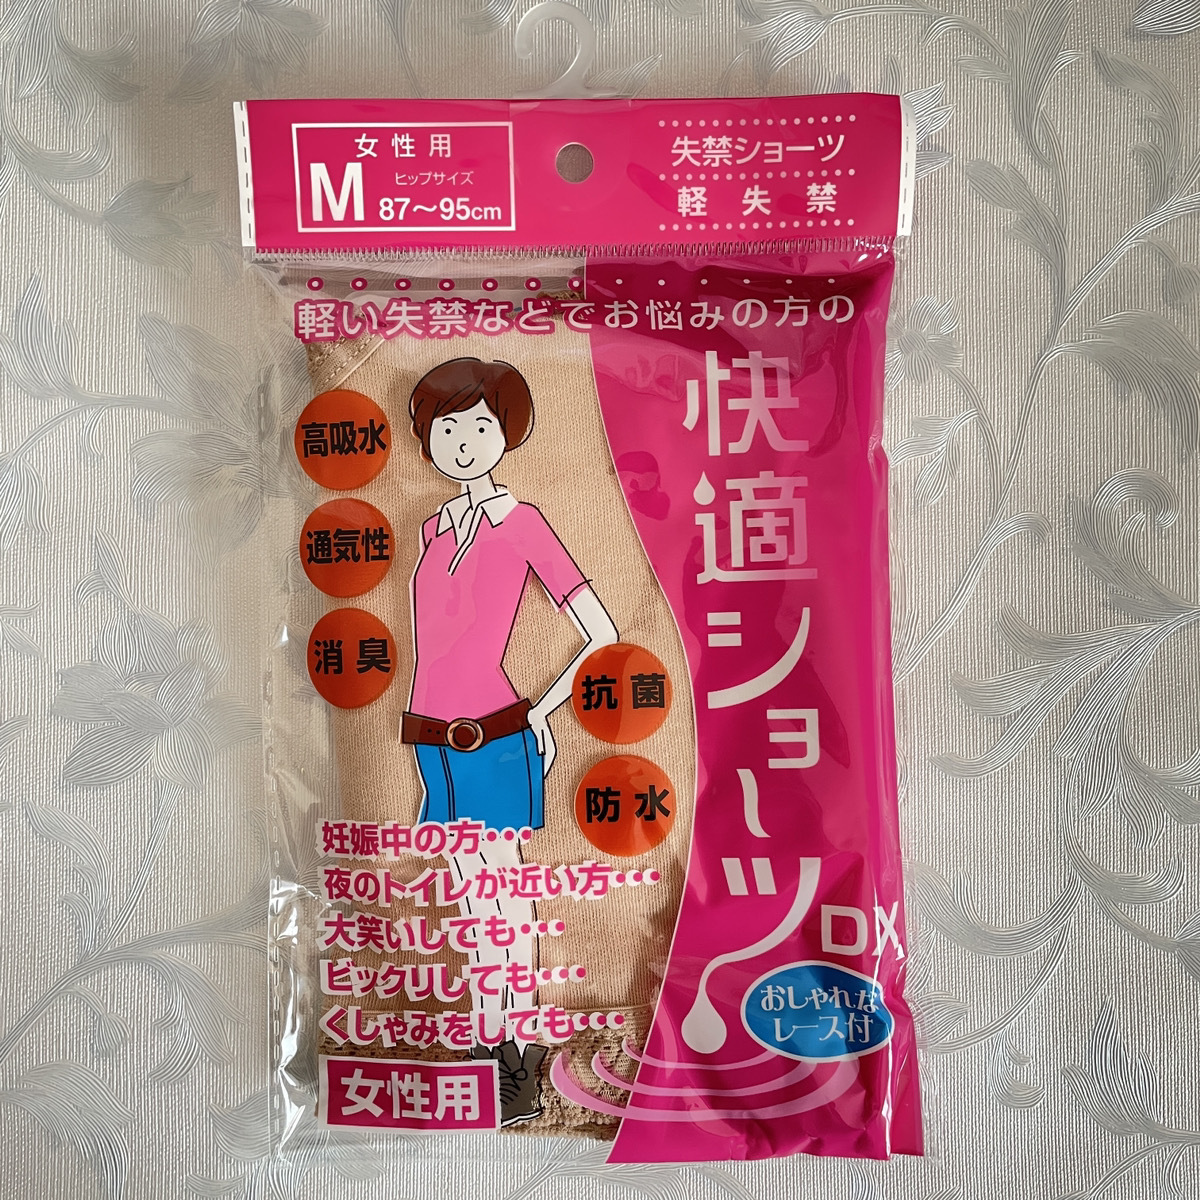 女性用
M
ヒップサイズ
87〜95cm
失禁ショーツ
軽失禁
軽い失禁などでお悩みの方の
快適ショーツ
DX
高吸水
通気性
消臭
抗菌
防水
妊娠中の方・・・
夜のトイレが近い方・・・
大笑いしても・・・
ビックリしても・・・
くしゃみをしても・・・
おしゃれな
レース付
女性用